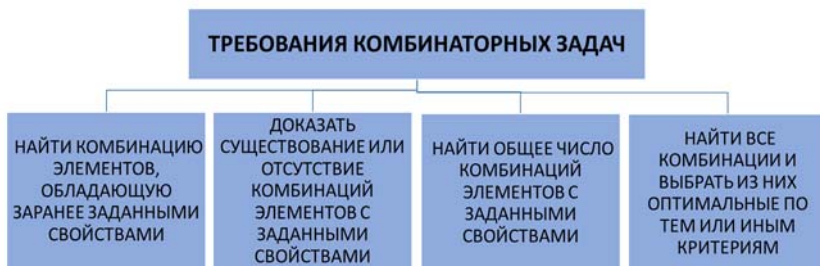 ТРЕБОВАНИЯ КОМБИНАТОРНЫХ ЗАДАЧ
НАЙТИ КОМБИНАЦИЮ
ЭЛЕМЕНТОВ,
ОБЛАДАЮЩУЮ
ЗАРАНЕЕ ЗАДАННЫМИ
СВОЙСТВАМИ
ДОКАЗАТЬ
СУЩЕСТВОВАНИЕ ИЛИ
ОТСУТСТВИЕ
КОМБИНАЦИЙ
ЭЛЕМЕНТОВ С
ЗАДАННЫМИ
СВОЙСТВАМИ
НАЙТИ ОБЩЕЕ ЧИСЛО
КОМБИНАЦИЙ
ЭЛЕМЕНТОВ С
ЗАДАННЫМИ
СВОЙСТВАМИ
НАЙТИ ВСЕ
КОМБИНАЦИИ И
ВЫБРАТЬ ИЗ НИХ
ОПТИМАЛЬНЫЕ ПО
ТЕМ ИЛИ ИНЫМ
КРИТЕРИЯМ